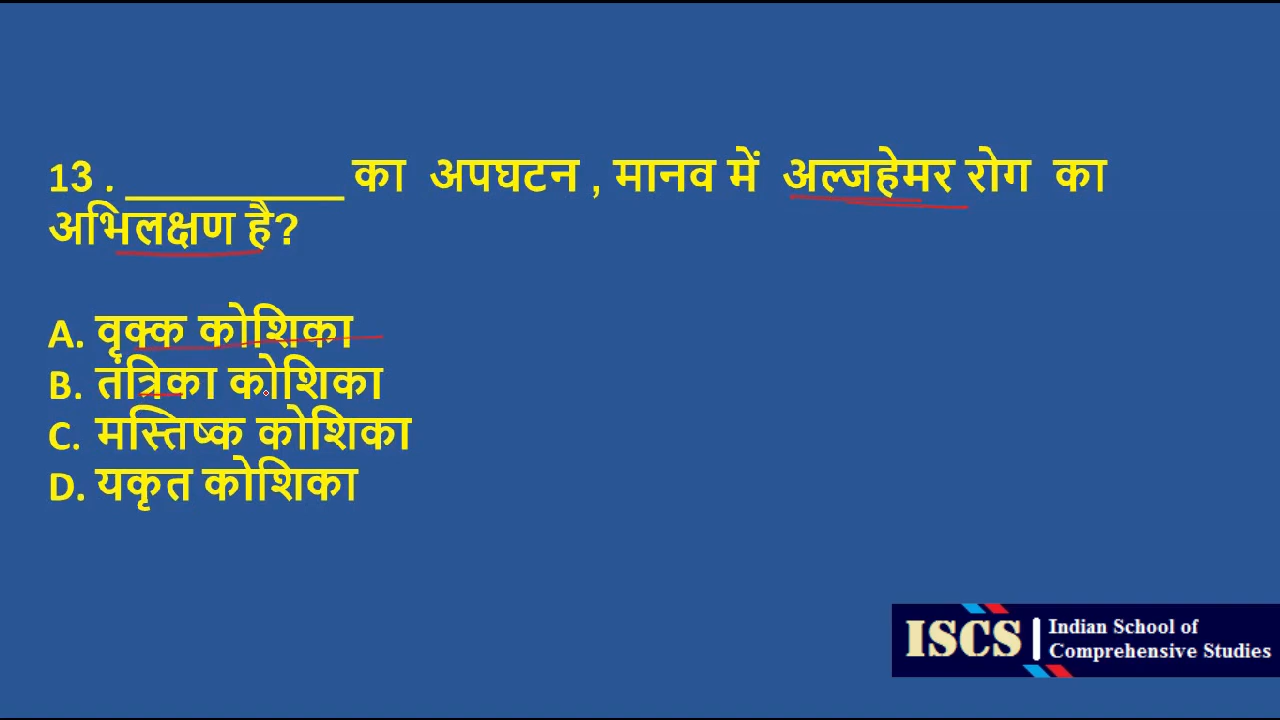 13 . __________ का अपघटन , मानव में अल्जहेमर रोग का
अभिलक्षण है?
A. वृक्क कोशिका
B. तंत्रिका कोशिका
C. मस्तिष्क कोशिका
D. यकृत कोशिका
ISCS
Indian School of
Comprehensive Studies